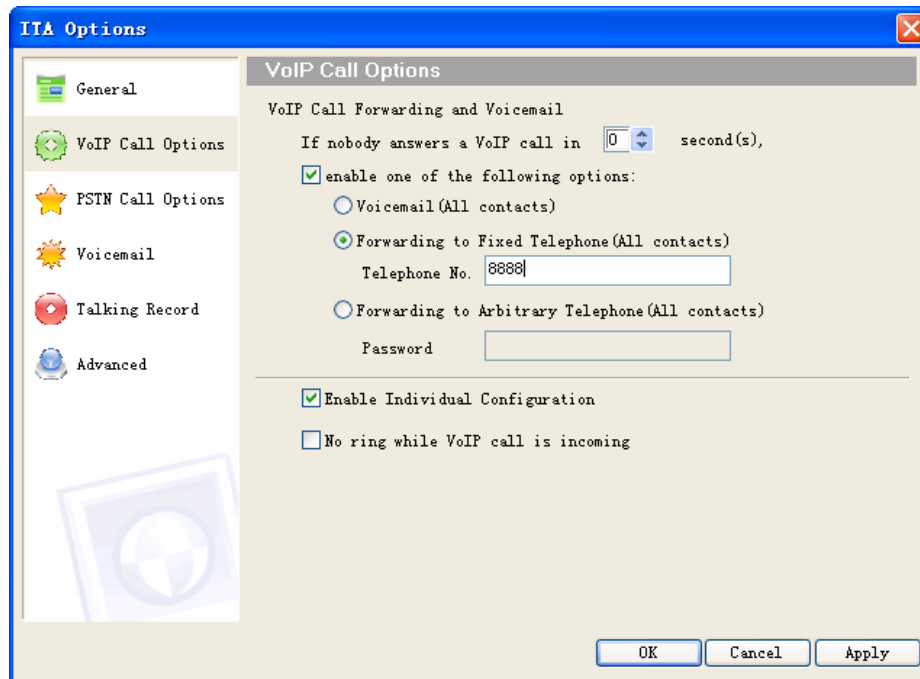 ITA Options
General
VoIP Call Options
PSTN Call Options
Voicemail
Talking Record
Advanced
VoIP Call Options
VoIP Call Forwarding and Voicemail
If nobody answers a VoIP call in 0 second(s),
enable one of the following options:
Voicemail(All contacts)
Forwarding to Fixed Telephone(All contacts)
Telephone No. 8888
Forwarding to Arbitrary Telephone(All contacts)
Password
Enable Individual Configuration
No ring while VoIP call is incoming
OK Cancel Apply